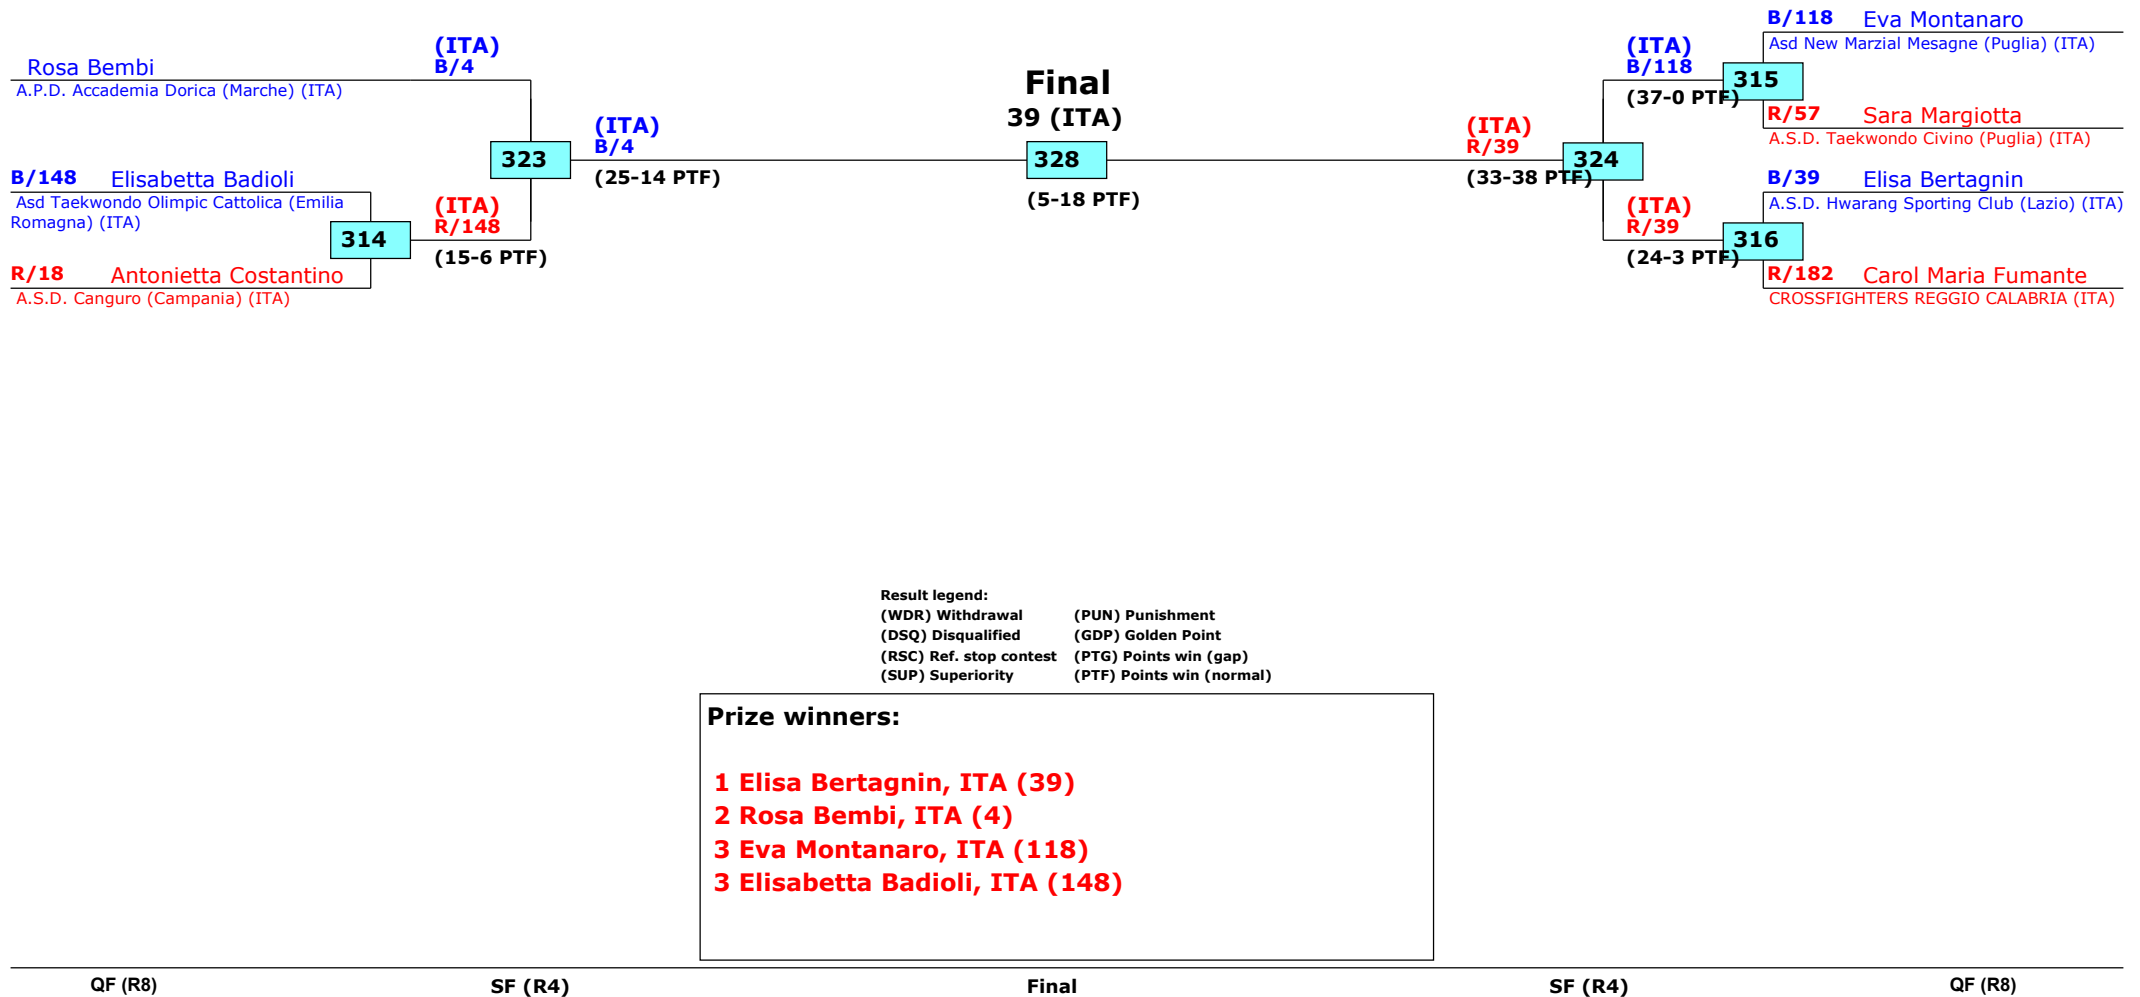 Rosa Bembi
A.P.D. Accademia Dorica (Marche) (ITA)
B/148 Elisabetta Badioli
Asd Taekwondo Olimpic Cattolica (Emilia
Romagna) (ITA)
R/18 Antonietta Costantino
A.S.D. Canguro (Campania) (ITA)
314
(ITA)
B/4
(ITA)
R/148
(15-6 PTF)
323
(ITA)
B/4
(25-14 PTF)
Final
39 (ITA)
328
(5-18 PTF)
(ITA)
R/39
(33-38 PTF)
324
(ITA)
B/118
(37-0 PTF)
(ITA)
R/39
(24-3 PTF)
315
316
B/118 Eva Montanaro
Asd New Marzial Mesagne (Puglia) (ITA)
R/57 Sara Margiotta
A.S.D. Taekwondo Civino (Puglia) (ITA)
B/39 Elisa Bertagnin
A.S.D. Hwarang Sporting Club (Lazio) (ITA)
R/182 Carol Maria Fumante
CROSSFIGHTERS REGGIO CALABRIA (ITA)
Result legend:
(WDR) Withdrawal (PUN) Punishment
(DSQ) Disqualified (GDP) Golden Point
(RSC) Ref. stop contest (PTG) Points win (gap)
(SUP) Superiority (PTF) Points win (normal)
Prize winners:
1 Elisa Bertagnin, ITA (39)
2 Rosa Bembi, ITA (4)
3 Eva Montanaro, ITA (118)
3 Elisabetta Badioli, ITA (148)
QF (R8) SF (R4) Final SF (R4) QF (R8)